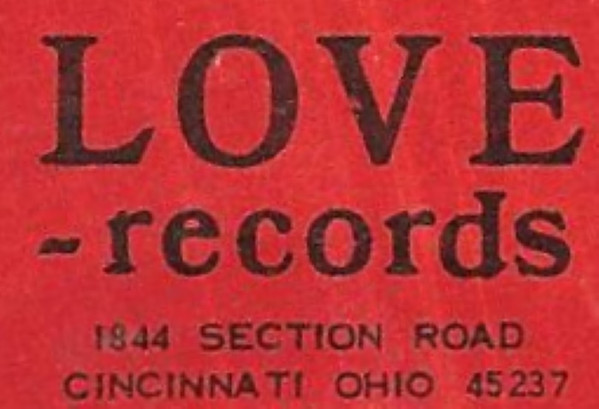 LOVE
-records
1844 SECTION ROAD
CINCINNATI OHIO 45237